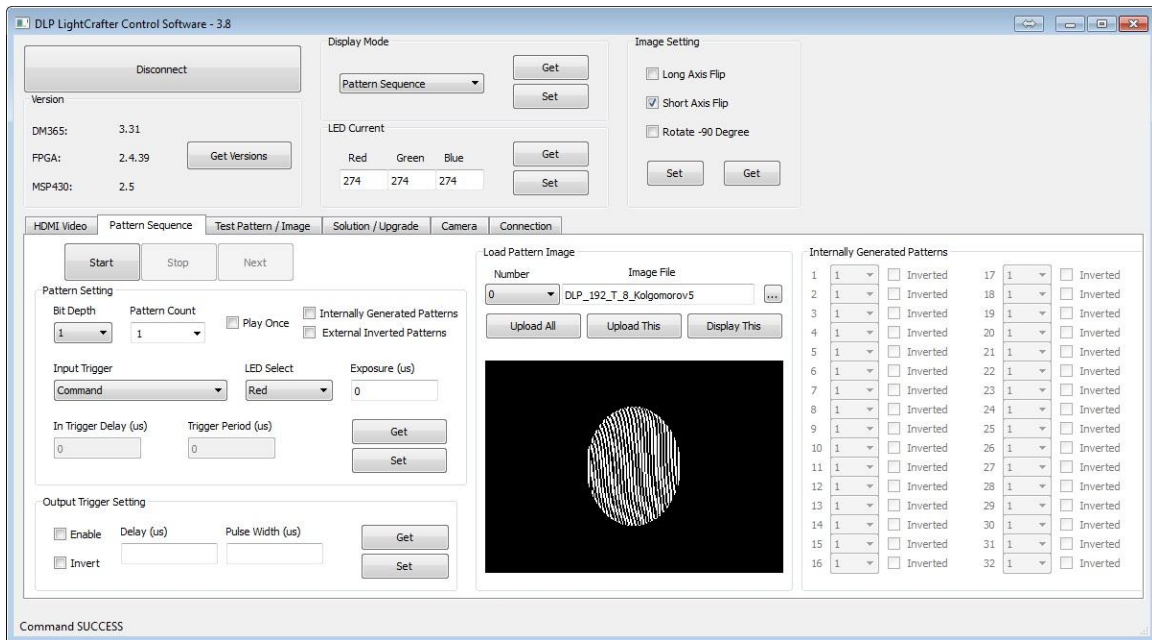 DLP LightCrafter Control Software - 3.8
Disconnect
Version
DM365: 3.31
FPGA: 2.4.39
Get Versions
MSP430: 2.5
Display Mode
Pattern Sequence
Get
Set
LED Current
Red Green Blue
274 274 274
Get
Set
Image Setting
Long Axis Flip
Short Axis Flip
Rotate -90 Degree
Set Get
HDMI Video Pattern Sequence Test Pattern / Image Solution / Upgrade Camera Connection
Start Stop Next
Pattern Setting
Bit Depth Pattern Count
1 1
Play Once
Internally Generated Patterns
External Inverted Patterns
Input Trigger LED Select Exposure (us)
Command Red 0
In Trigger Delay (us) Trigger Period (us)
0 0
Get
Set
Output Trigger Setting
Enable Delay (us) Pulse Width (us)
Invert
Get
Set
Load Pattern Image
Number Image File
0 DLP_192_T_8_Kolgomorov5 ...
Upload All Upload This Display This
Internally Generated Patterns
1 1 Inverted 17 1 Inverted
2 1 Inverted 18 1 Inverted
3 1 Inverted 19 1 Inverted
4 1 Inverted 20 1 Inverted
5 1 Inverted 21 1 Inverted
6 1 Inverted 22 1 Inverted
7 1 Inverted 23 1 Inverted
8 1 Inverted 24 1 Inverted
9 1 Inverted 25 1 Inverted
10 1 Inverted 26 1 Inverted
11 1 Inverted 27 1 Inverted
12 1 Inverted 28 1 Inverted
13 1 Inverted 29 1 Inverted
14 1 Inverted 30 1 Inverted
15 1 Inverted 31 1 Inverted
16 1 Inverted 32 1 Inverted
Command SUCCESS